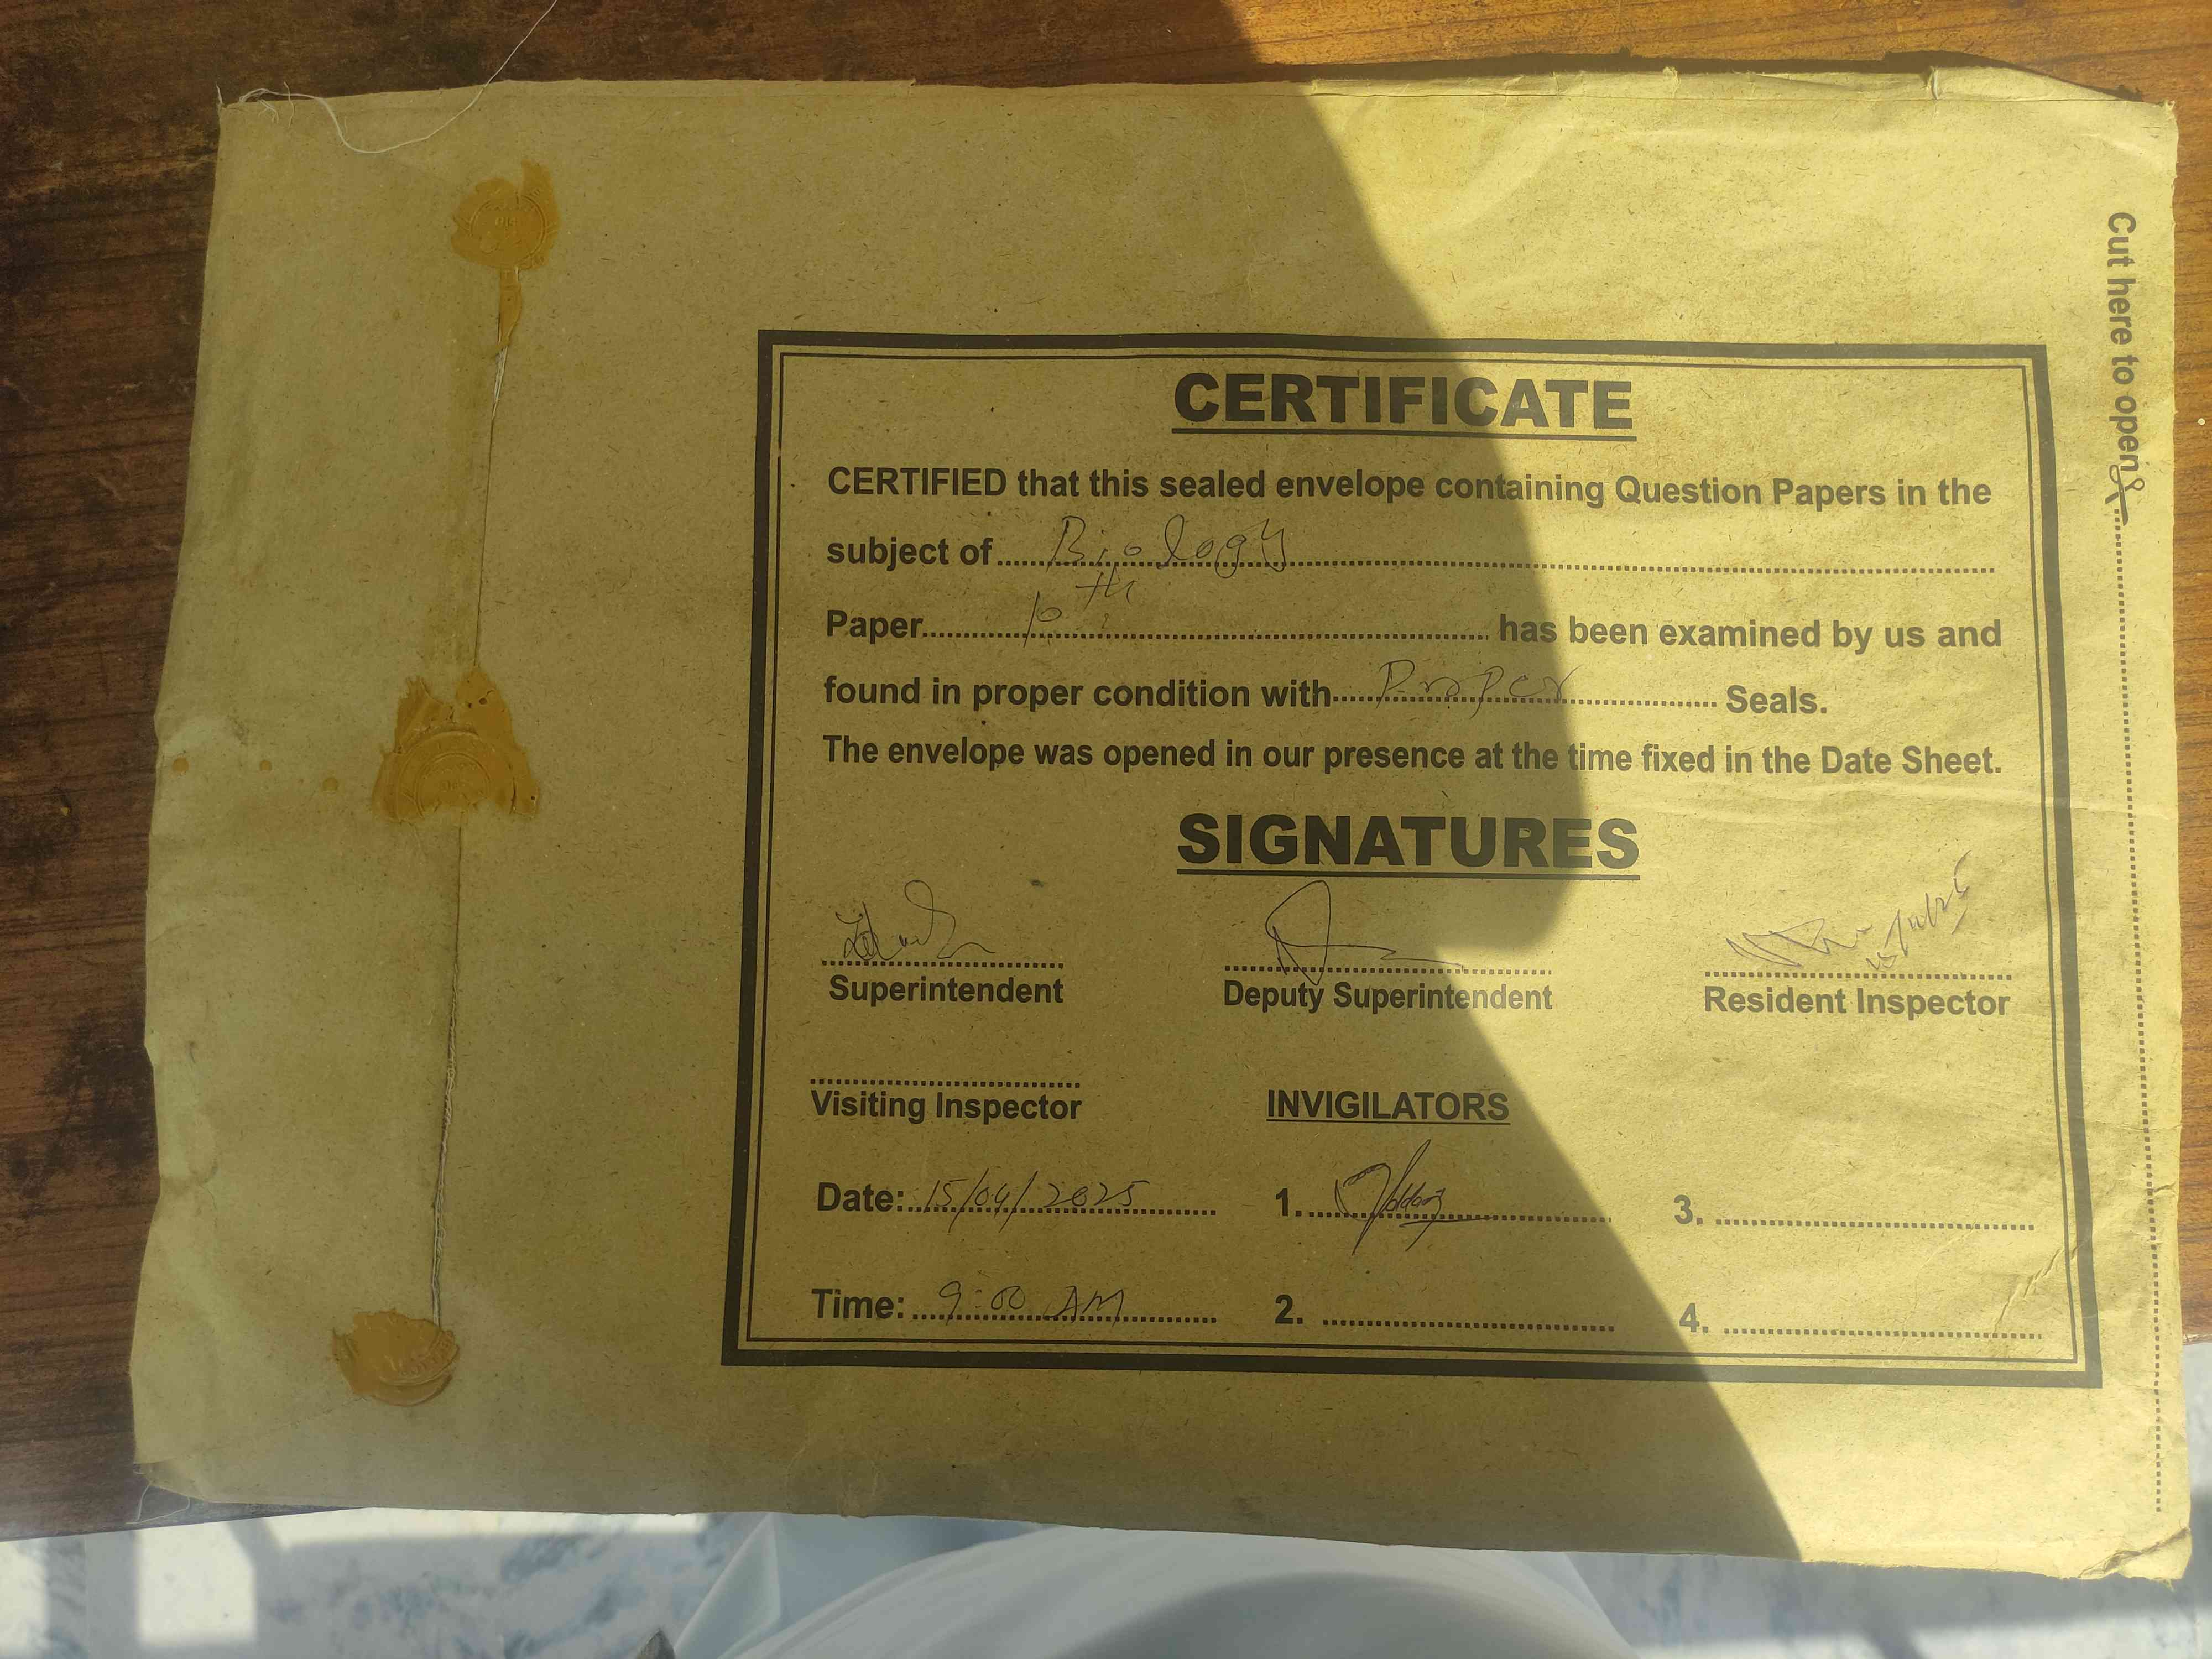 Cut here to open
CERTIFICATE
CERTIFIED that this sealed envelope containing Question Papers in the
subject of Biology
Paper 10th has been examined by us and
found in proper condition with Proper Seals.
The envelope was opened in our presence at the time fixed in the Date Sheet.
SIGNATURES
Superintendent Deputy Superintendent Resident Inspector
Visiting Inspector INVIGILATORS
Date: 15/04/2025 1. 3.
Time: 9:00 AM 2. 4.